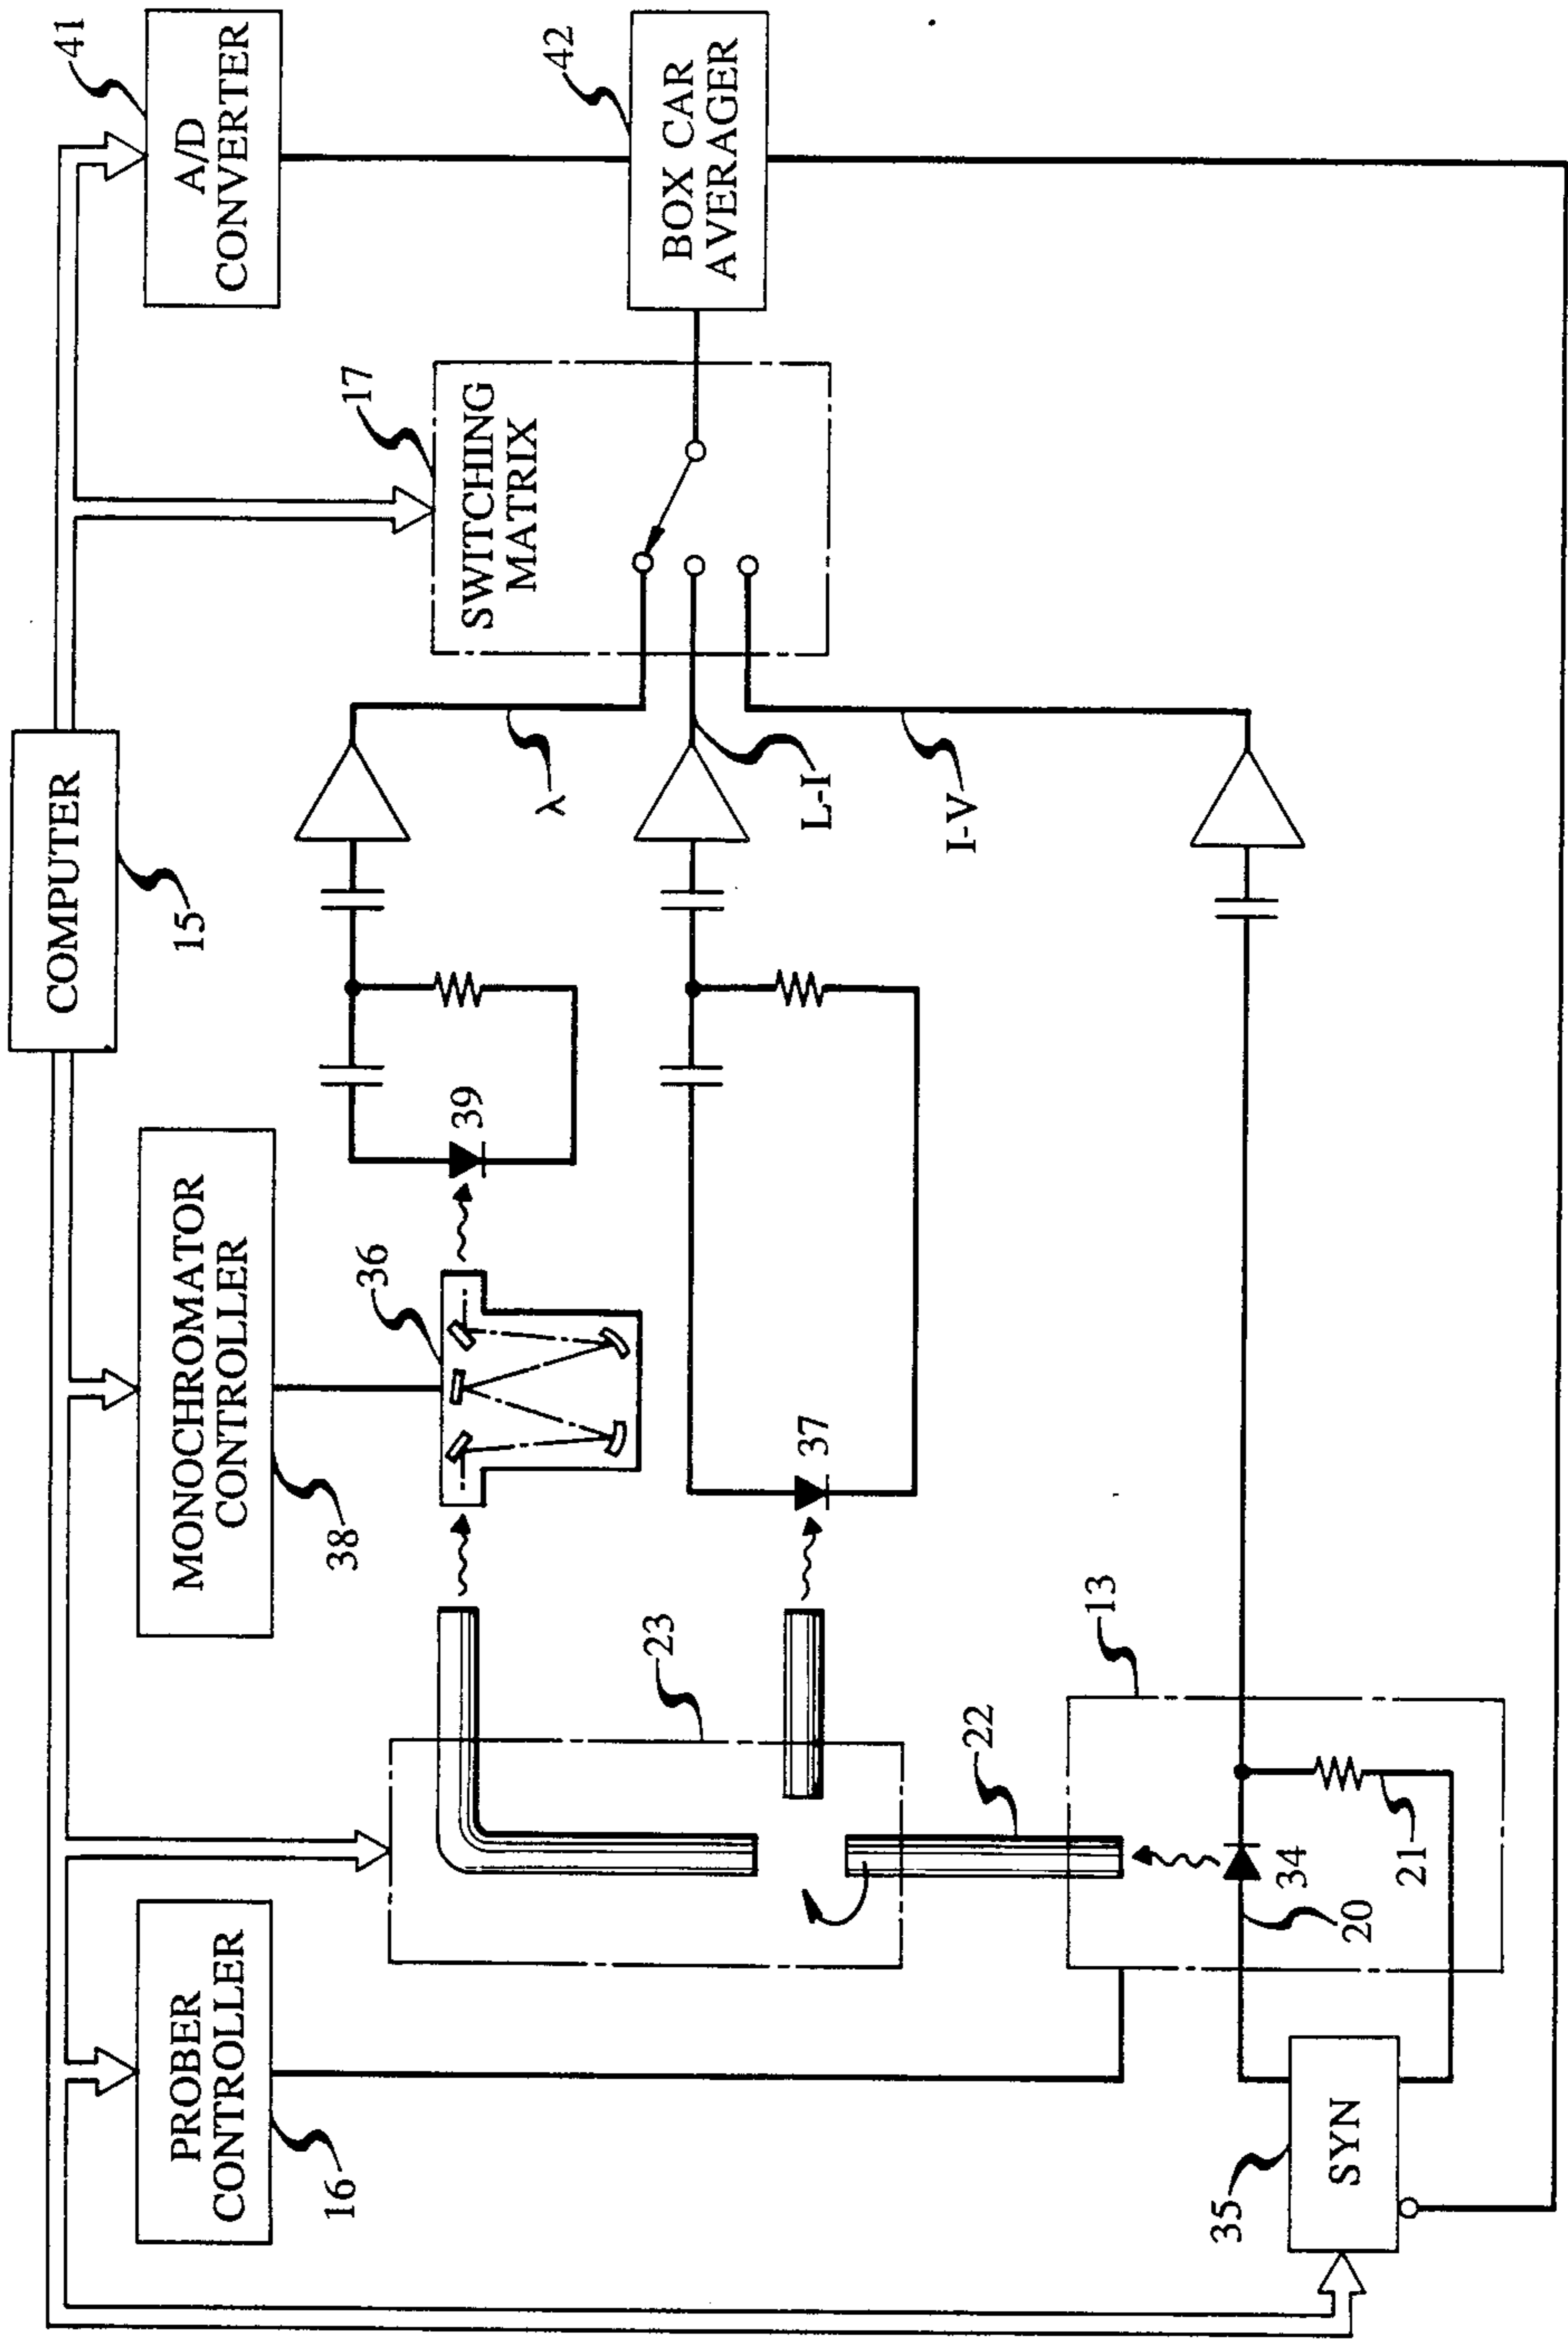 COMPUTER
15
PROBER
CONTROLLER
16
MONOCHROMATOR
CONTROLLER
38
A/D
CONVERTER
41
SWITCHING
MATRIX
17
BOX CAR
AVERAGER
42
23
36
39
λ
37
L-I
I-V
22
13
SYN
35
20
34
21